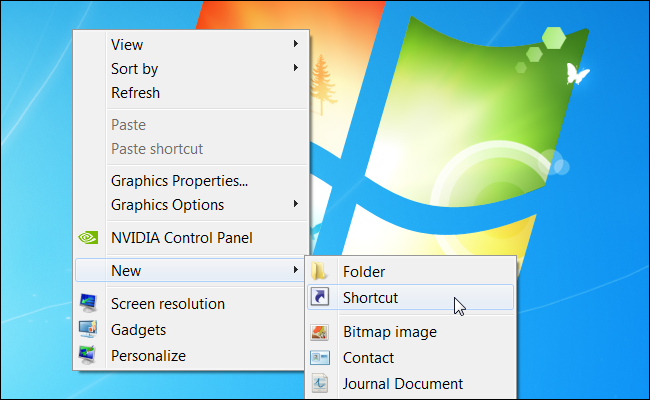 View
Sort by
Refresh
Paste
Paste shortcut
Graphics Properties...
Graphics Options
NVIDIA Control Panel
New
Screen resolution
Gadgets
Personalize
Folder
Shortcut
Bitmap image
Contact
Journal Document